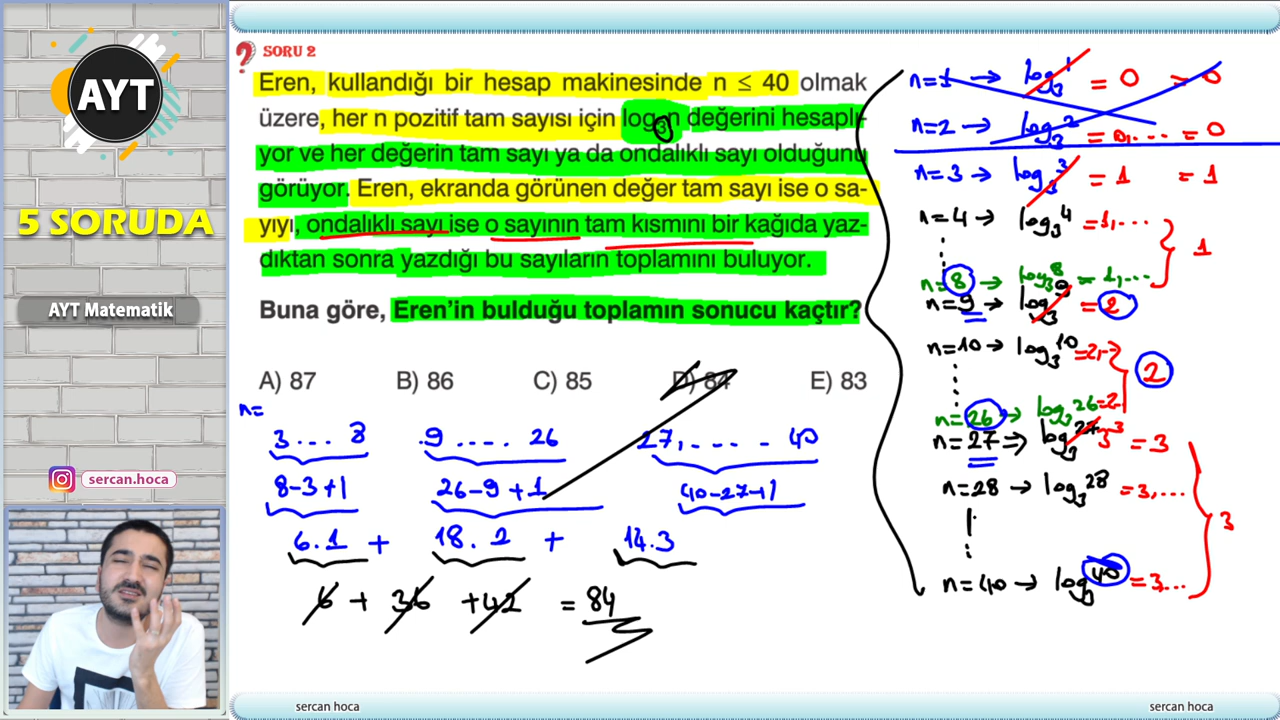 AYT
5 SORUDA
AYT Matematik
sercan.hoca
? SORU 2
Eren, kullandığı bir hesap makinesinde n ≤ 40 olmak
üzere, her n pozitif tam sayısı için log₃n değerini hesaplı-
yor ve her değerin tam sayı ya da ondalıklı sayı olduğunu
görüyor. Eren, ekranda görünen değer tam sayı ise o sa-
yıyı, ondalıklı sayı ise o sayının tam kısmını bir kağıda yaz-
dıktan sonra yazdığı bu sayıların toplamını buluyor.
Buna göre, Eren'in bulduğu toplamın sonucu kaçtır?
A) 87 B) 86 C) 85 D) 84 E) 83
n=
3 ... 8 9 .... 26 27, .... 40
8-3+1 26-9+1 40-27+1
6.1 + 18.2 + 14.3
6 + 36 + 42 = 84
n=1 → log₃1 = 0 = 0
n=2 → log₃2 = 0,... = 0
n=3 → log₃3 = 1 = 1
n=4 → log₃4 = 1,...
1
n=8 → log₃8 = 1,...
n=9 → log₃9 = 2
n=10 → log₃10 = 2,..
2
n=26 → log₃26 = 2..
n=27 ⇒ log₃27 3³ = 3
n=28 → log₃28 = 3,...
3
n=40 → log₃40 = 3,...
sercan hoca sercan hoca